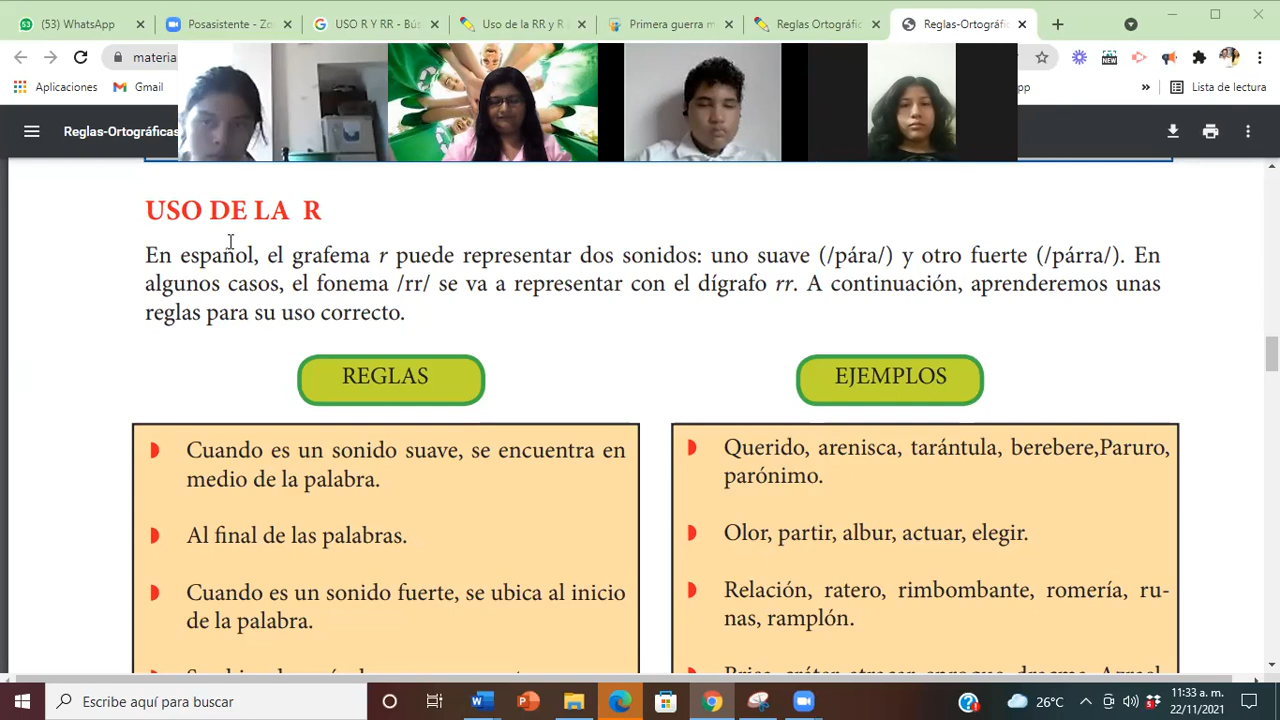 (53) WhatsApp
Posasistente - Zo
USO R Y RR - Bús
Uso de la RR y R
Primera guerra m
Reglas Ortográfic
Reglas-Ortográfic
materia
Aplicaciones
Gmail
Lista de lectura
Reglas-Ortográficas
USO DE LA R
En español, el grafema r puede representar dos sonidos: uno suave (/pára/) y otro fuerte (/párra/). En
algunos casos, el fonema /rr/ se va a representar con el dígrafo rr. A continuación, aprenderemos unas
reglas para su uso correcto.
REGLAS
Cuando es un sonido suave, se encuentra en
medio de la palabra.
Al final de las palabras.
Cuando es un sonido fuerte, se ubica al inicio
de la palabra.
EJEMPLOS
Querido, arenisca, tarántula, berebere,Paruro,
parónimo.
Olor, partir, albur, actuar, elegir.
Relación, ratero, rimbombante, romería, ru-
nas, ramplón.
Escribe aquí para buscar
26°C
11:33 a. m.
22/11/2021